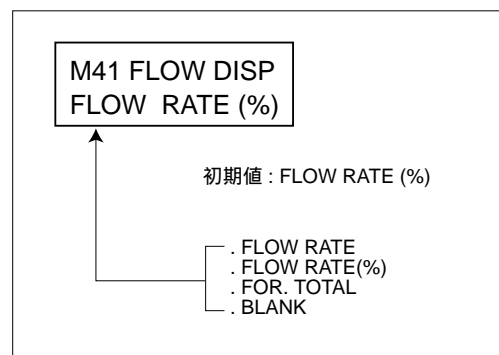 M41 FLOW DISP
FLOW RATE (%)
初期値 : FLOW RATE (%)
. FLOW RATE
. FLOW RATE(%)
. FOR. TOTAL
. BLANK